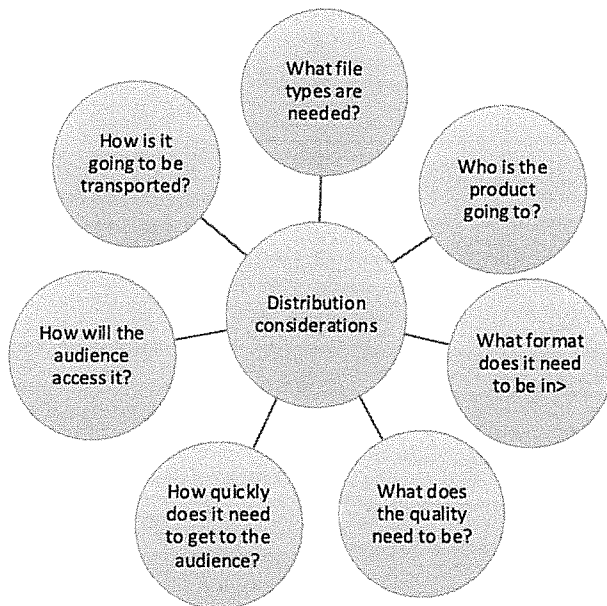 What file
types are
needed?
Who is the
product
going to?
What format
does it need
to be in>
What does
the quality
need to be?
How quickly
does it need
to get to the
audience?
How will the
audience
access it?
How is it
going to be
transported?
Distribution
considerations